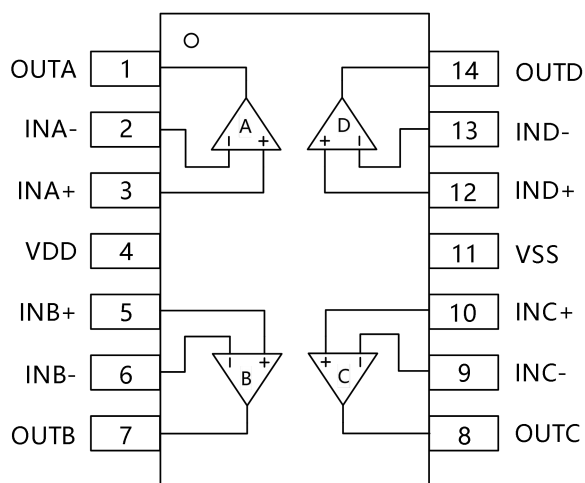 OUTA 1 14 OUTD
INA- 2 A D 13 IND-
INA+ 3 12 IND+
VDD 4 11 VSS
INB+ 5 10 INC+
INB- 6 B C 9 INC-
OUTB 7 8 OUTC